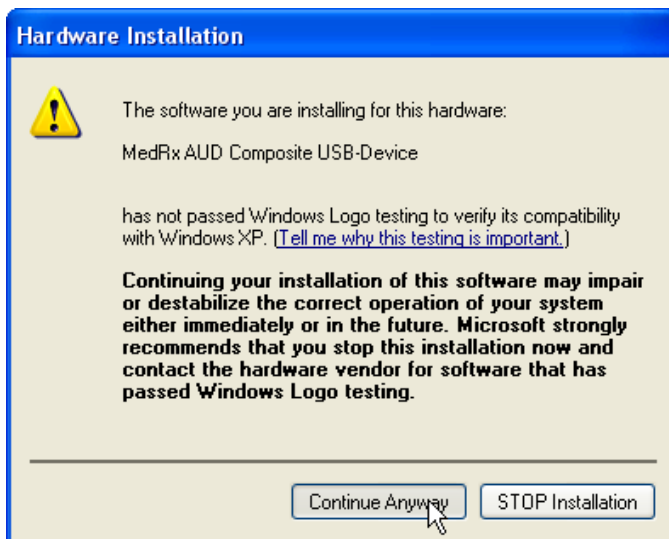 Hardware Installation
The software you are installing for this hardware:
MedRx AUD Composite USB-Device
has not passed Windows Logo testing to verify its compatibility
with Windows XP. (Tell me why this testing is important.)
Continuing your installation of this software may impair
or destabilize the correct operation of your system
either immediately or in the future. Microsoft strongly
recommends that you stop this installation now and
contact the hardware vendor for software that has
passed Windows Logo testing.
Continue Anyway
STOP Installation